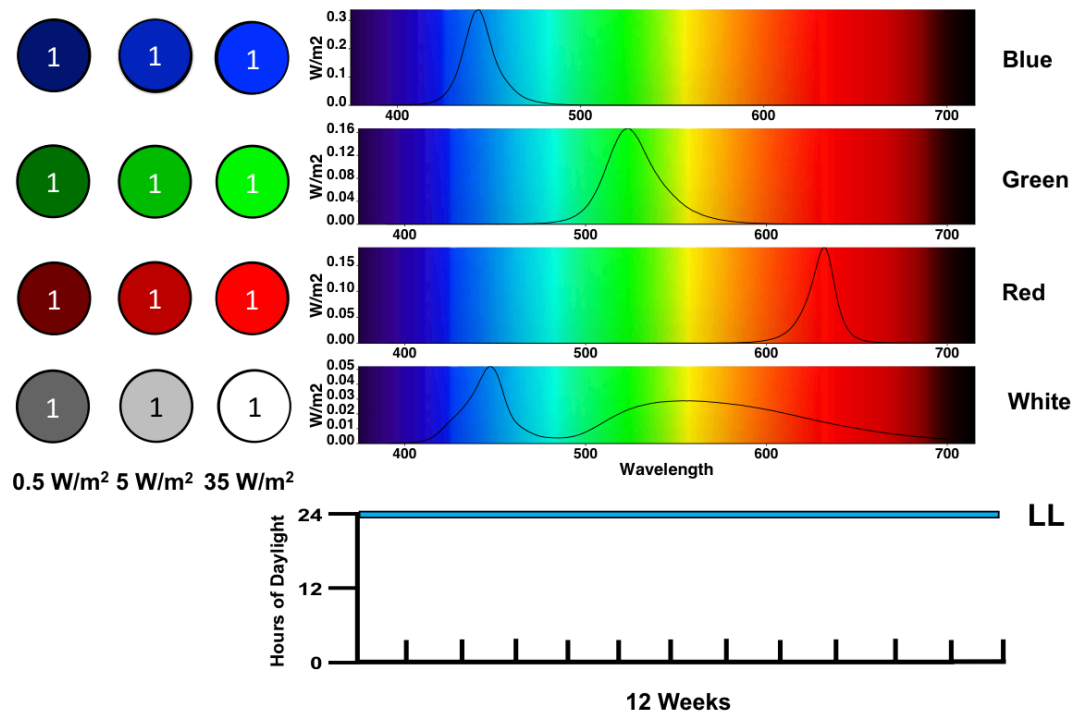 1 1 1
0.3
0.2
0.1
0.0
W/m2
400 500 600 700
Blue
1 1 1
0.16
0.12
0.08
0.04
0.00
W/m2
400 500 600 700
Green
1 1 1
0.15
0.10
0.05
0.00
W/m2
400 500 600 700
Red
1 1 1
0.05
0.04
0.03
0.02
0.01
0.00
W/m2
400 500 600 700
White
Wavelength
0.5 W/m² 5 W/m² 35 W/m²
24
12
0
Hours of Daylight
LL
12 Weeks